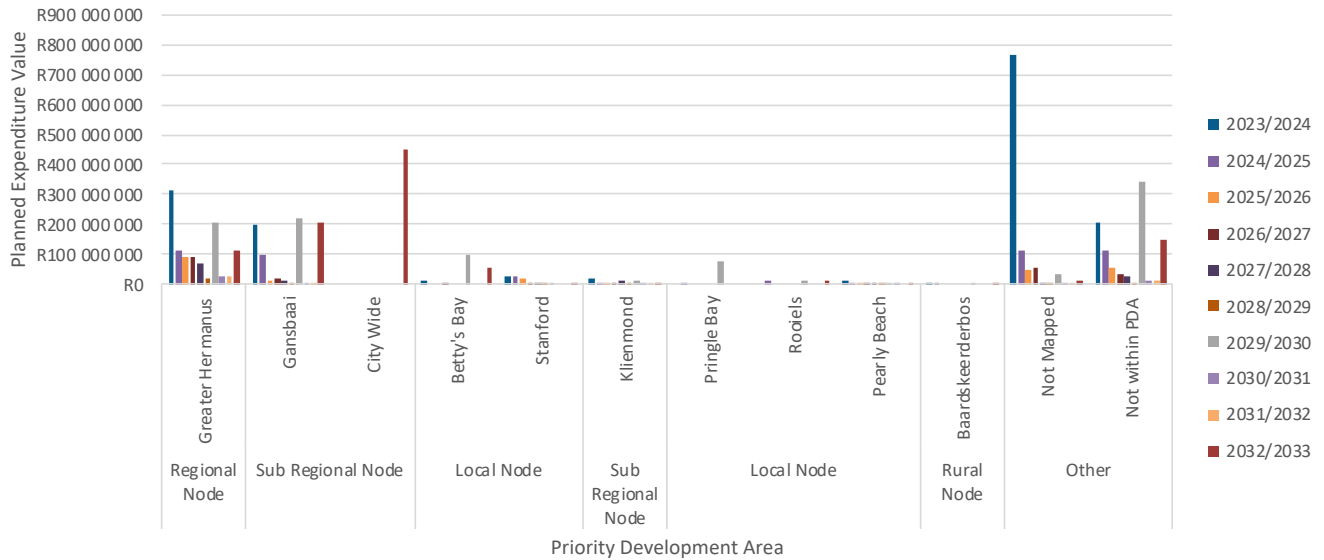 Planned Expenditure Value
R900 000 000
R800 000 000
R700 000 000
R600 000 000
R500 000 000
R400 000 000
R300 000 000
R200 000 000
R100 000 000
R0
Greater Hermanus
Gansbaai
City Wide
Betty's Bay
Stanford
Klienmond
Pringle Bay
Rooiels
Pearly Beach
Baardskeerderbos
Not Mapped
Not within PDA
Regional
Node
Sub Regional Node
Local Node
Sub
Regional
Node
Local Node
Rural
Node
Other
Priority Development Area
2023/2024
2024/2025
2025/2026
2026/2027
2027/2028
2028/2029
2029/2030
2030/2031
2031/2032
2032/2033